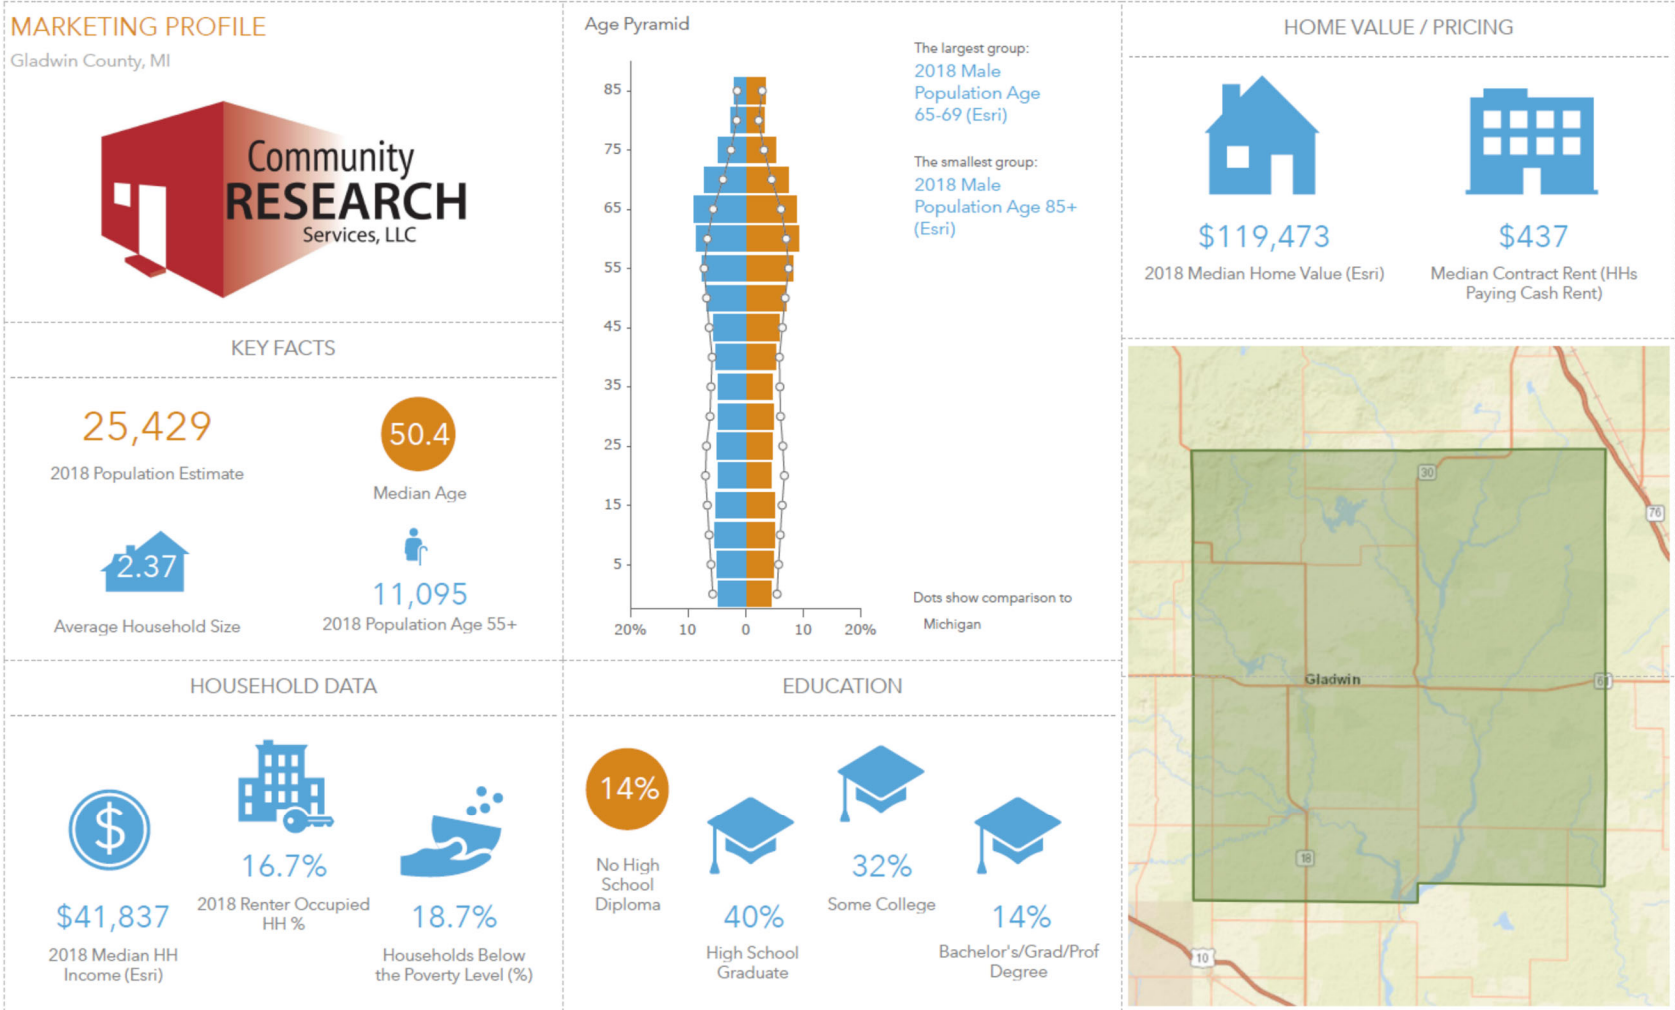 MARKETING PROFILE
Gladwin County, MI
Community
RESEARCH
Services, LLC
KEY FACTS
25,429
2018 Population Estimate
50.4
Median Age
2.37
Average Household Size
11,095
2018 Population Age 55+
HOUSEHOLD DATA
$41,837
2018 Median HH
Income (Esri)
16.7%
2018 Renter Occupied
HH %
18.7%
Households Below
the Poverty Level (%)
Age Pyramid
85
75
65
55
45
35
25
15
5
20% 10 0 10 20%
The largest group:
2018 Male
Population Age
65-69 (Esri)
The smallest group:
2018 Male
Population Age 85+
(Esri)
Dots show comparison to
Michigan
EDUCATION
14%
No High
School
Diploma
40%
High School
Graduate
32%
Some College
14%
Bachelor's/Grad/Prof
Degree
HOME VALUE / PRICING
$119,473
2018 Median Home Value (Esri)
$437
Median Contract Rent (HHs
Paying Cash Rent)
30
76
Gladwin
61
18
10